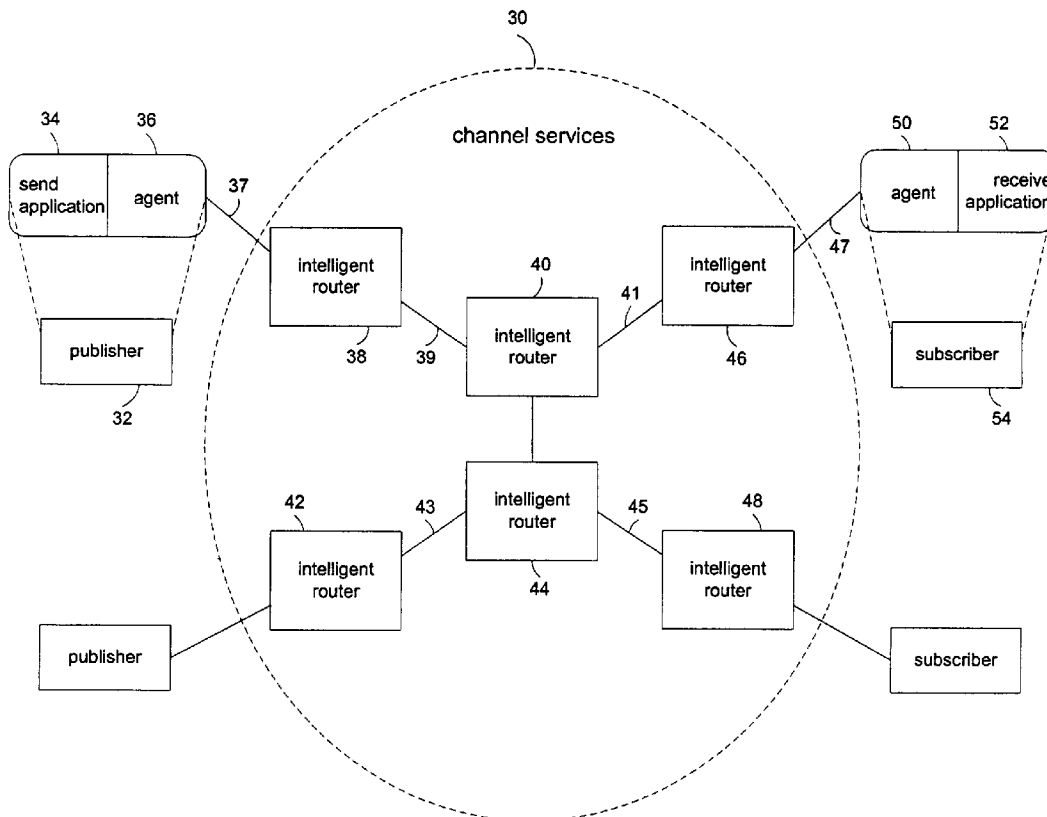 30
channel services
34
36
send
application
agent
37
50
52
agent
receive
application
47
intelligent
router
38
39
40
intelligent
router
41
intelligent
router
46
publisher
32
subscriber
54
42
intelligent
router
43
intelligent
router
44
45
48
intelligent
router
publisher
subscriber